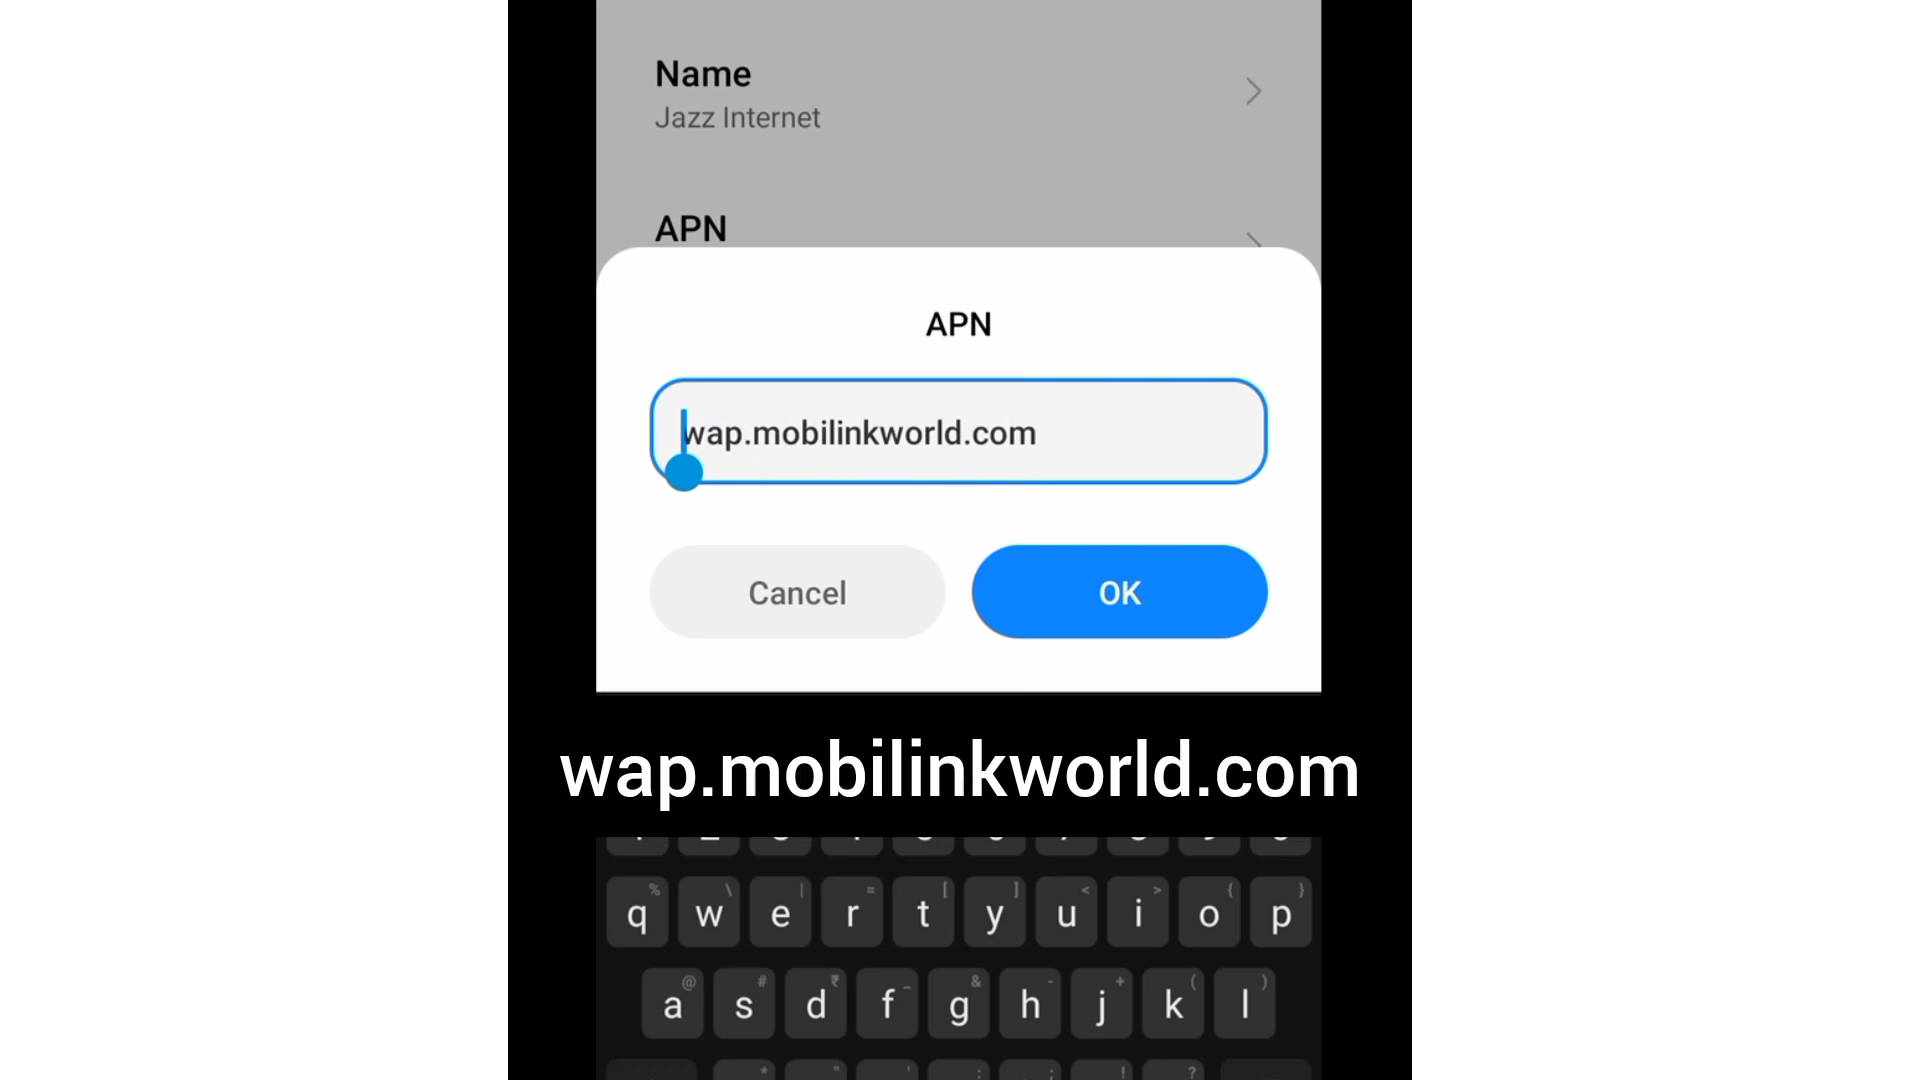 Name
Jazz Internet
APN
APN
wap.mobilinkworld.com
Cancel
OK
wap.mobilinkworld.com
% \ | = [ ] < > { }
q w e r t y u i o p
@ # ₹ _ & - + ( )
a s d f g h j k l
* " ' : ; ! ?